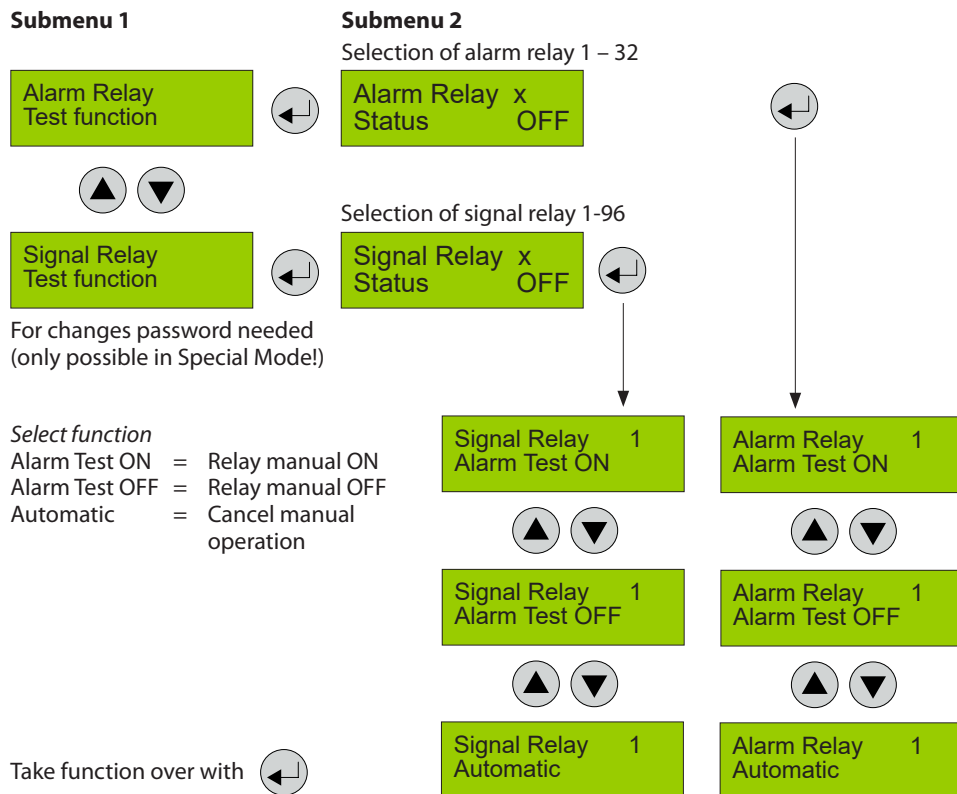 Submenu 1
Submenu 2
Selection of alarm relay 1 – 32
Alarm Relay
Test function
Alarm Relay x
Status OFF
Selection of signal relay 1-96
Signal Relay
Test function
Signal Relay x
Status OFF
For changes password needed
(only possible in Special Mode!)
Select function
Alarm Test ON = Relay manual ON
Alarm Test OFF = Relay manual OFF
Automatic = Cancel manual
operation
Signal Relay 1
Alarm Test ON
Alarm Relay 1
Alarm Test ON
Signal Relay 1
Alarm Test OFF
Alarm Relay 1
Alarm Test OFF
Signal Relay 1
Automatic
Alarm Relay 1
Automatic
Take function over with